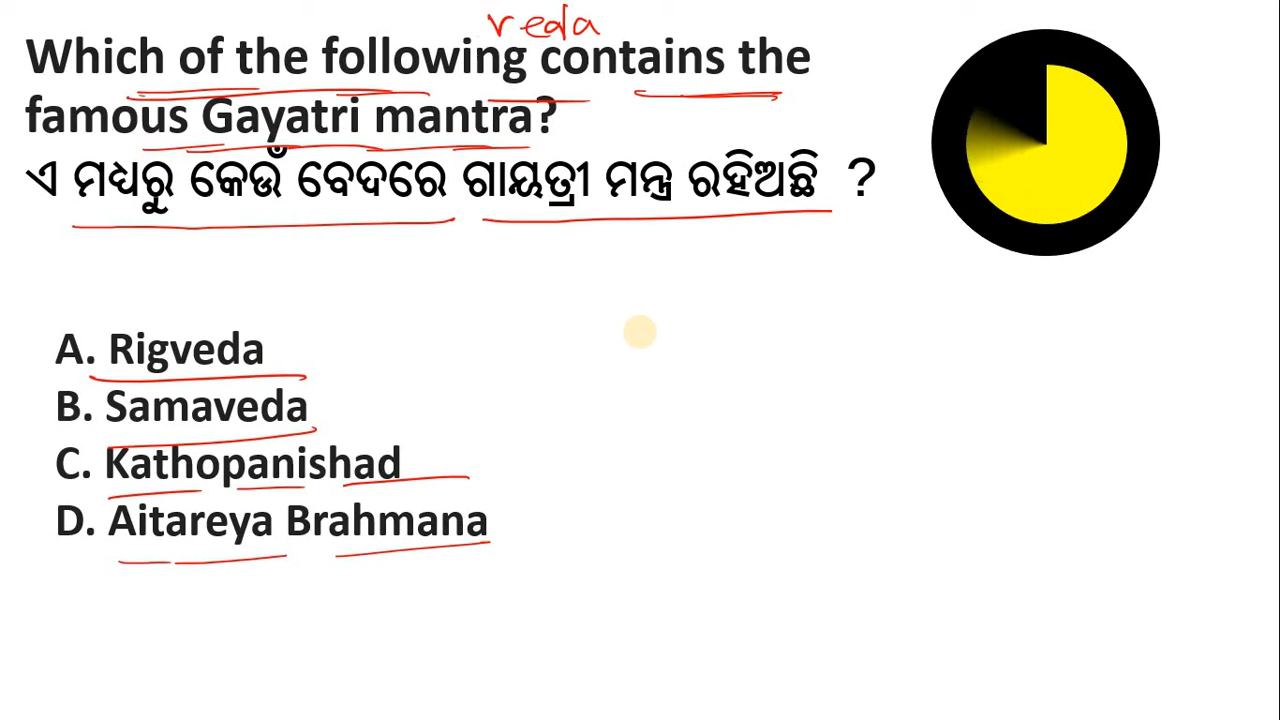 veda
Which of the following contains the
famous Gayatri mantra?
ଏ ମଧ୍ୟରୁ କେଉଁ ବେଦରେ ଗାୟତ୍ରୀ ମନ୍ତ୍ର ରହିଅଛି ?
A. Rigveda
B. Samaveda
C. Kathopanishad
D. Aitareya Brahmana